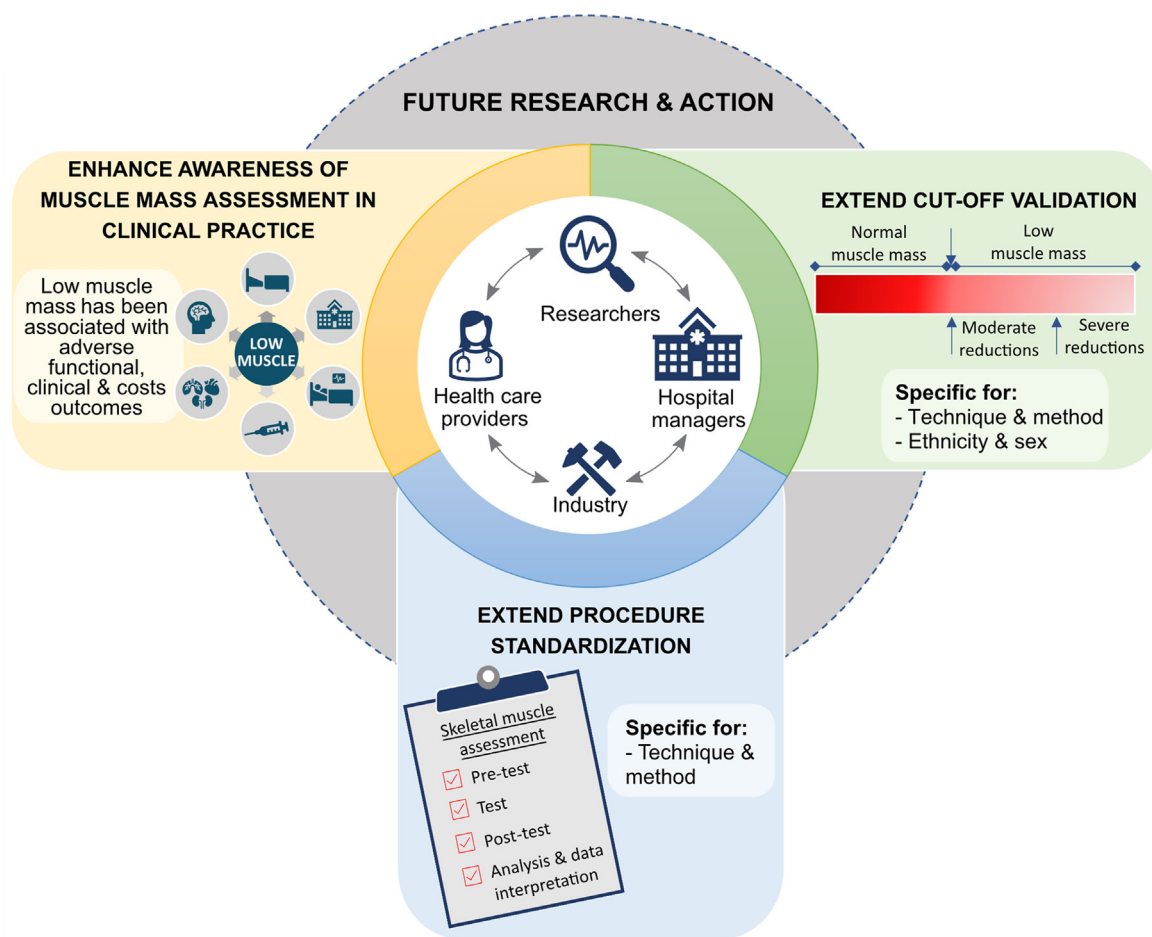 FUTURE RESEARCH & ACTION
ENHANCE AWARENESS OF
MUSCLE MASS ASSESSMENT IN
CLINICAL PRACTICE
Low muscle
mass has been
associated with
adverse
functional,
clinical & costs
outcomes
LOW
MUSCLE
Researchers
Health care
providers
Hospital
managers
Industry
EXTEND CUT-OFF VALIDATION
Normal
muscle mass
Low
muscle mass
Moderate
reductions
Severe
reductions
Specific for:
- Technique & method
- Ethnicity & sex
EXTEND PROCEDURE
STANDARDIZATION
Skeletal muscle
assessment
Pre-test
Test
Post-test
Analysis & data
interpretation
Specific for:
- Technique &
method